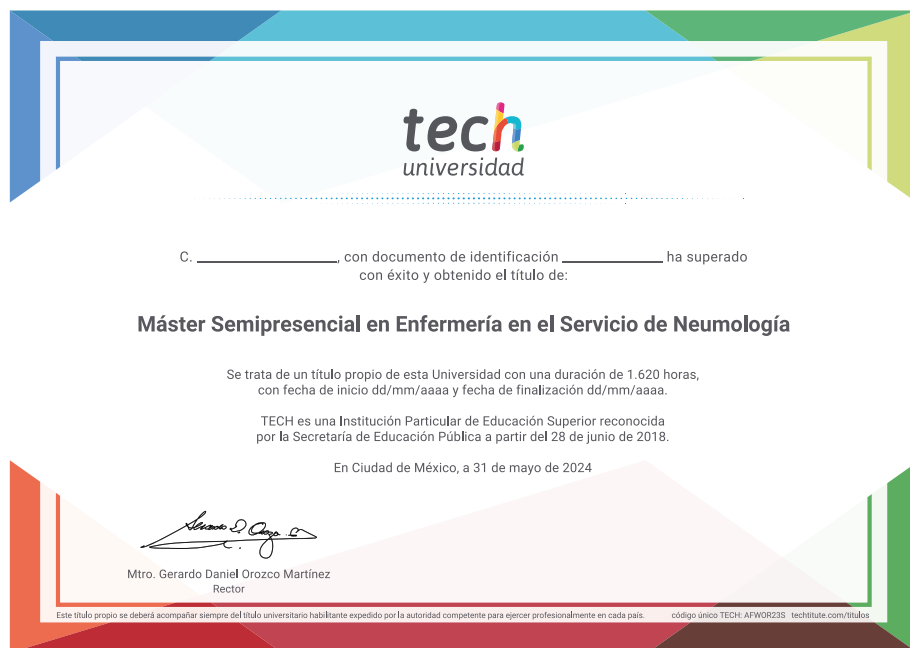 tech
universidad
C. ____________________, con documento de identificación ______________ ha superado
con éxito y obtenido el título de:
Máster Semipresencial en Enfermería en el Servicio de Neumología
Se trata de un título propio de esta Universidad con una duración de 1.620 horas,
con fecha de inicio dd/mm/aaaa y fecha de finalización dd/mm/aaaa.
TECH es una Institución Particular de Educación Superior reconocida
por la Secretaría de Educación Pública a partir del 28 de junio de 2018.
En Ciudad de México, a 31 de mayo de 2024
Mtro. Gerardo Daniel Orozco Martínez
Rector
Este título propio se deberá acompañar siempre del título universitario habilitante expedido por la autoridad competente para ejercer profesionalmente en cada país. código único TECH: AFWOR23S techtitute.com/titulos